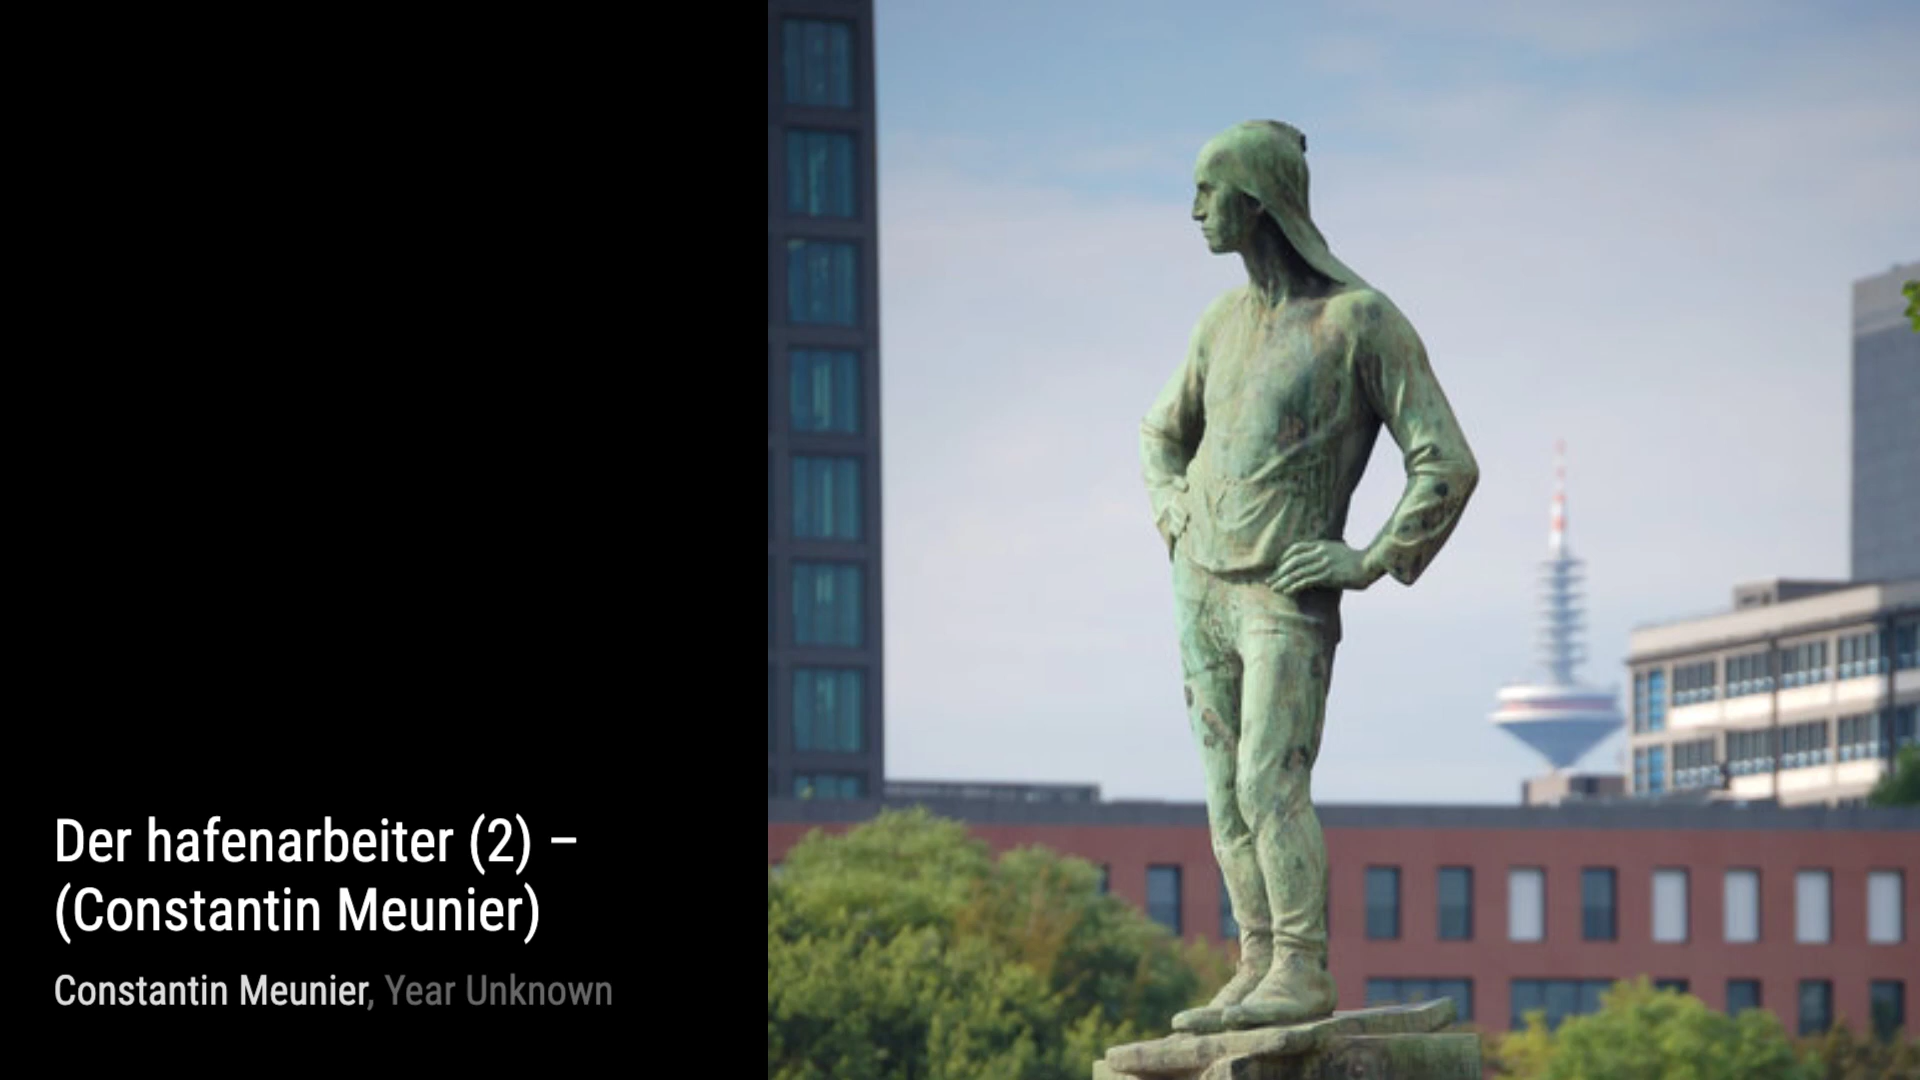 Der hafenarbeiter (2) –
(Constantin Meunier)
Constantin Meunier, Year Unknown